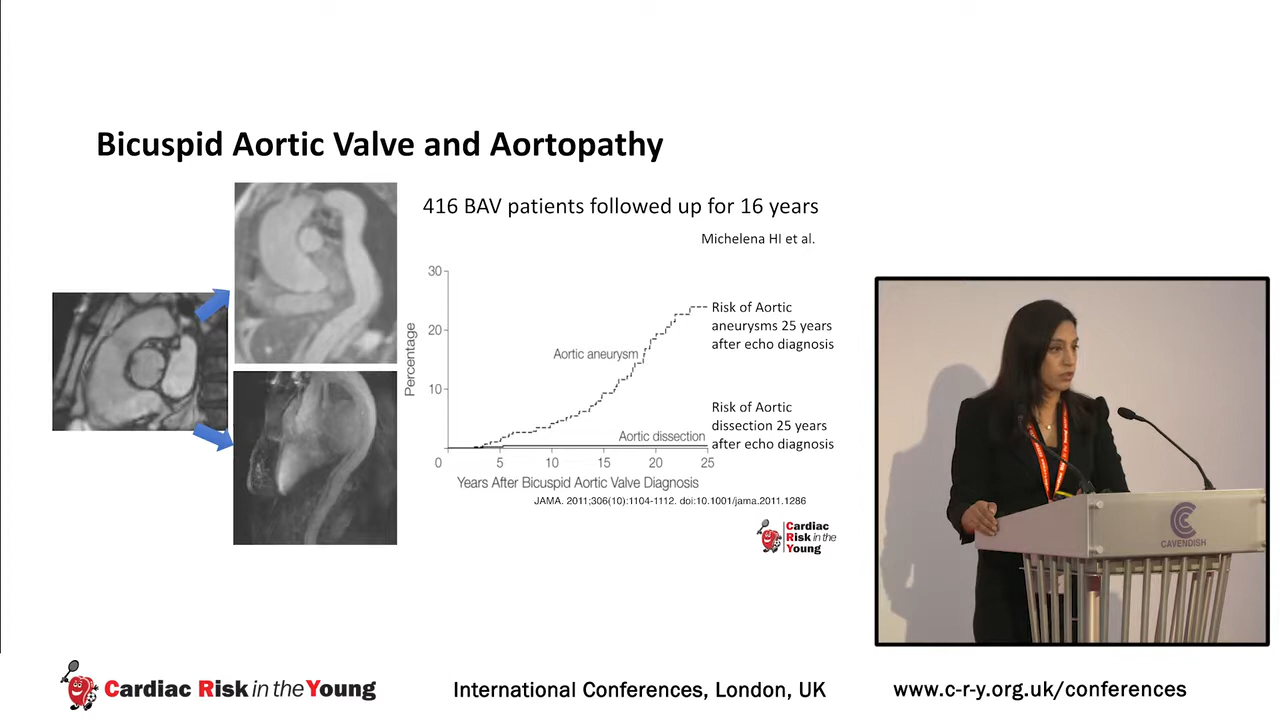 Bicuspid Aortic Valve and Aortopathy
416 BAV patients followed up for 16 years
Michelena HI et al.
30
20
10
0
5
10
15
20
25
Percentage
Aortic aneurysm
Aortic dissection
Years After Bicuspid Aortic Valve Diagnosis
Risk of Aortic
aneurysms 25 years
after echo diagnosis
Risk of Aortic
dissection 25 years
after echo diagnosis
JAMA. 2011;306(10):1104-1112. doi:10.1001/jama.2011.1286
Cardiac
Risk in the
Young
CAVENDISH
Cardiac Risk in the Young
International Conferences, London, UK
www.c-r-y.org.uk/conferences